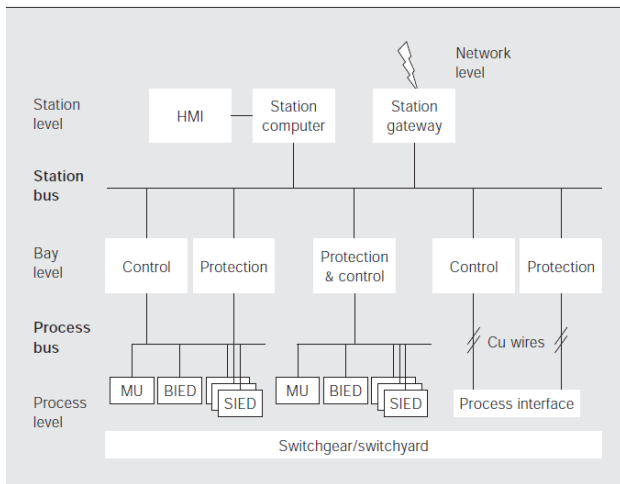 Network
level
Station
level
HMI
Station
computer
Station
gateway
Station
bus
Bay
level
Control
Protection
Protection
& control
Control
Protection
Process
bus
Cu wires
Process
level
MU
BIED
SIED
MU
BIED
SIED
Process interface
Switchgear/switchyard